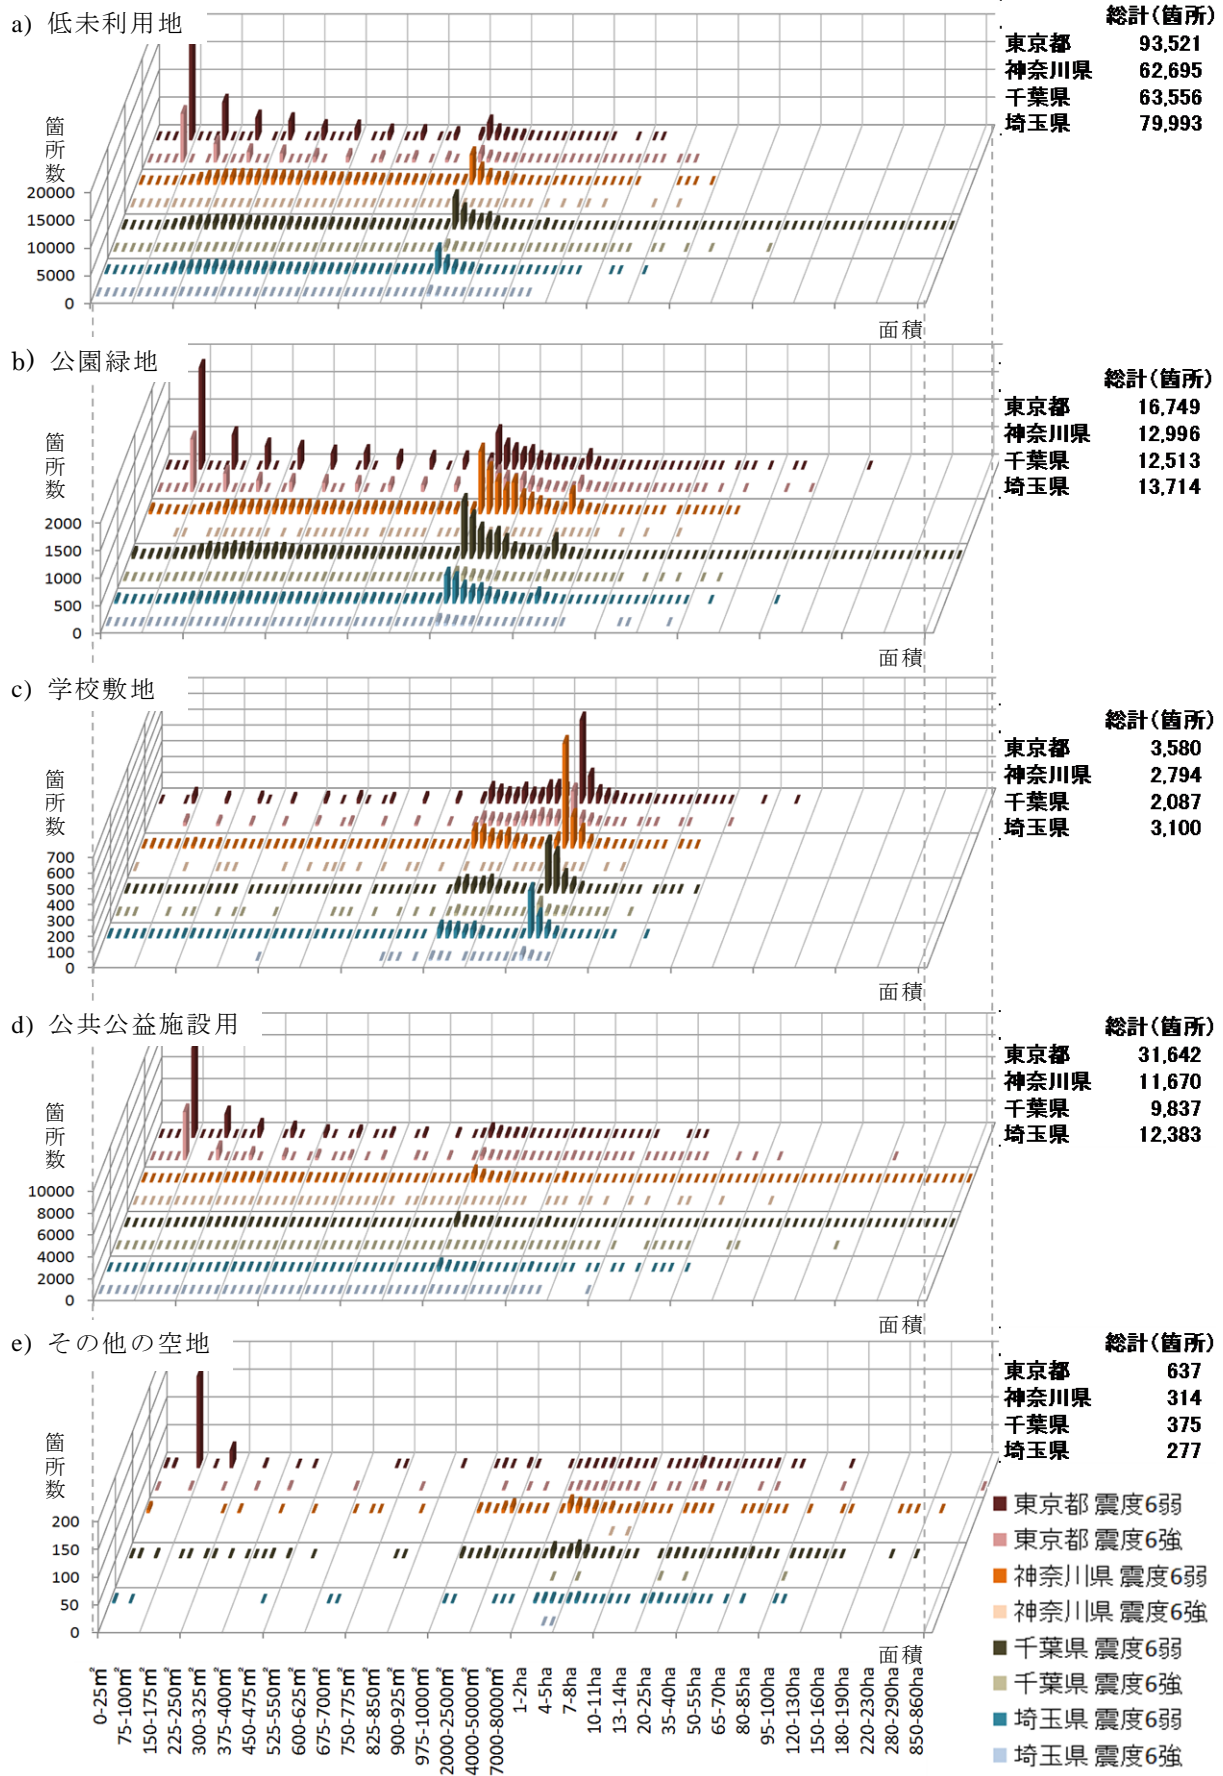 a) 低未利用地
総計(箇所)
東京都 93,521
神奈川県 62,695
千葉県 63,556
埼玉県 79,993
箇所数
20000
15000
10000
5000
0
面積
b) 公園緑地
総計(箇所)
東京都 16,749
神奈川県 12,996
千葉県 12,513
埼玉県 13,714
箇所数
2000
1500
1000
500
0
面積
c) 学校敷地
総計(箇所)
東京都 3,580
神奈川県 2,794
千葉県 2,087
埼玉県 3,100
箇所数
700
600
500
400
300
200
100
0
面積
d) 公共公益施設用
総計(箇所)
東京都 31,642
神奈川県 11,670
千葉県 9,837
埼玉県 12,383
箇所数
10000
8000
6000
4000
2000
0
面積
e) その他の空地
総計(箇所)
東京都 637
神奈川県 314
千葉県 375
埼玉県 277
箇所数
200
150
100
50
0
面積
0-25㎡
75-100㎡
150-175㎡
225-250㎡
300-325㎡
375-400㎡
450-475㎡
525-550㎡
600-625㎡
675-700㎡
750-775㎡
825-850㎡
900-925㎡
975-1000㎡
2000-2500㎡
4000-5000㎡
7000-8000㎡
1-2ha
4-5ha
7-8ha
10-11ha
13-14ha
20-25ha
35-40ha
50-55ha
65-70ha
80-85ha
95-100ha
120-130ha
150-160ha
180-190ha
220-230ha
280-290ha
850-860ha
東京都 震度6弱
東京都 震度6強
神奈川県 震度6弱
神奈川県 震度6強
千葉県 震度6弱
千葉県 震度6強
埼玉県 震度6弱
埼玉県 震度6強